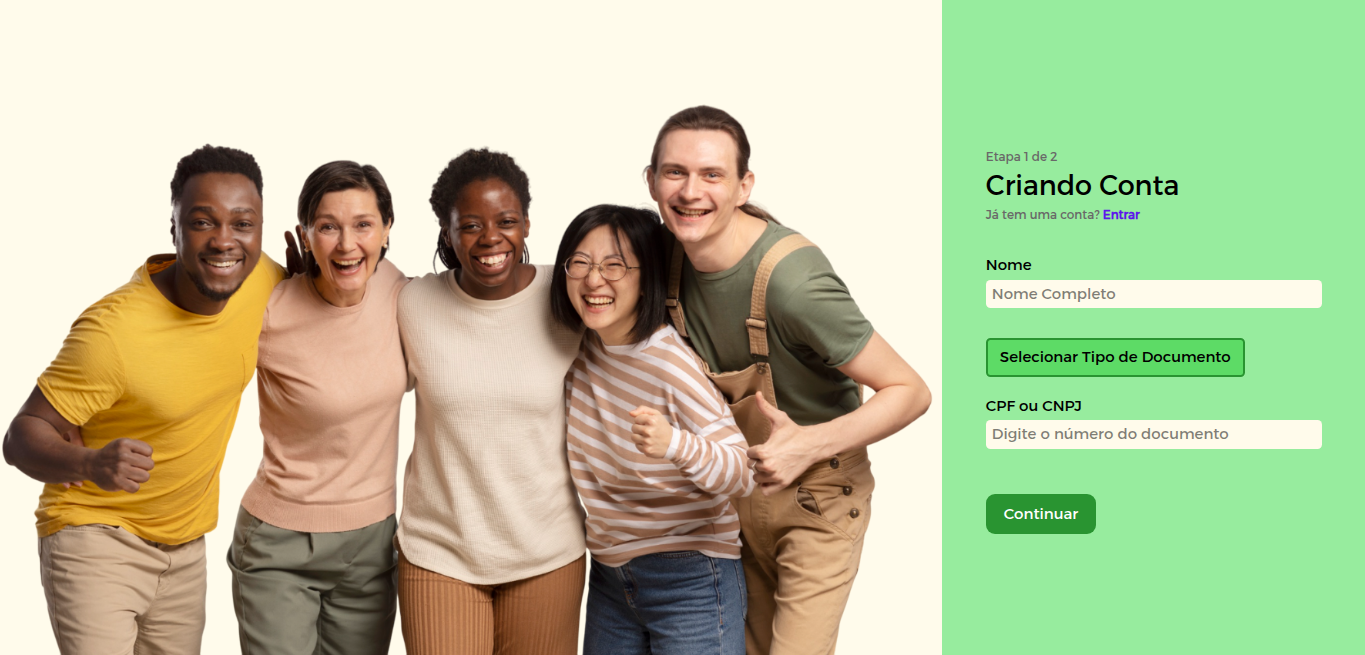 Etapa 1 de 2
Criando Conta
Já tem uma conta? Entrar
Nome
Nome Completo
Selecionar Tipo de Documento
CPF ou CNPJ
Digite o número do documento
Continuar